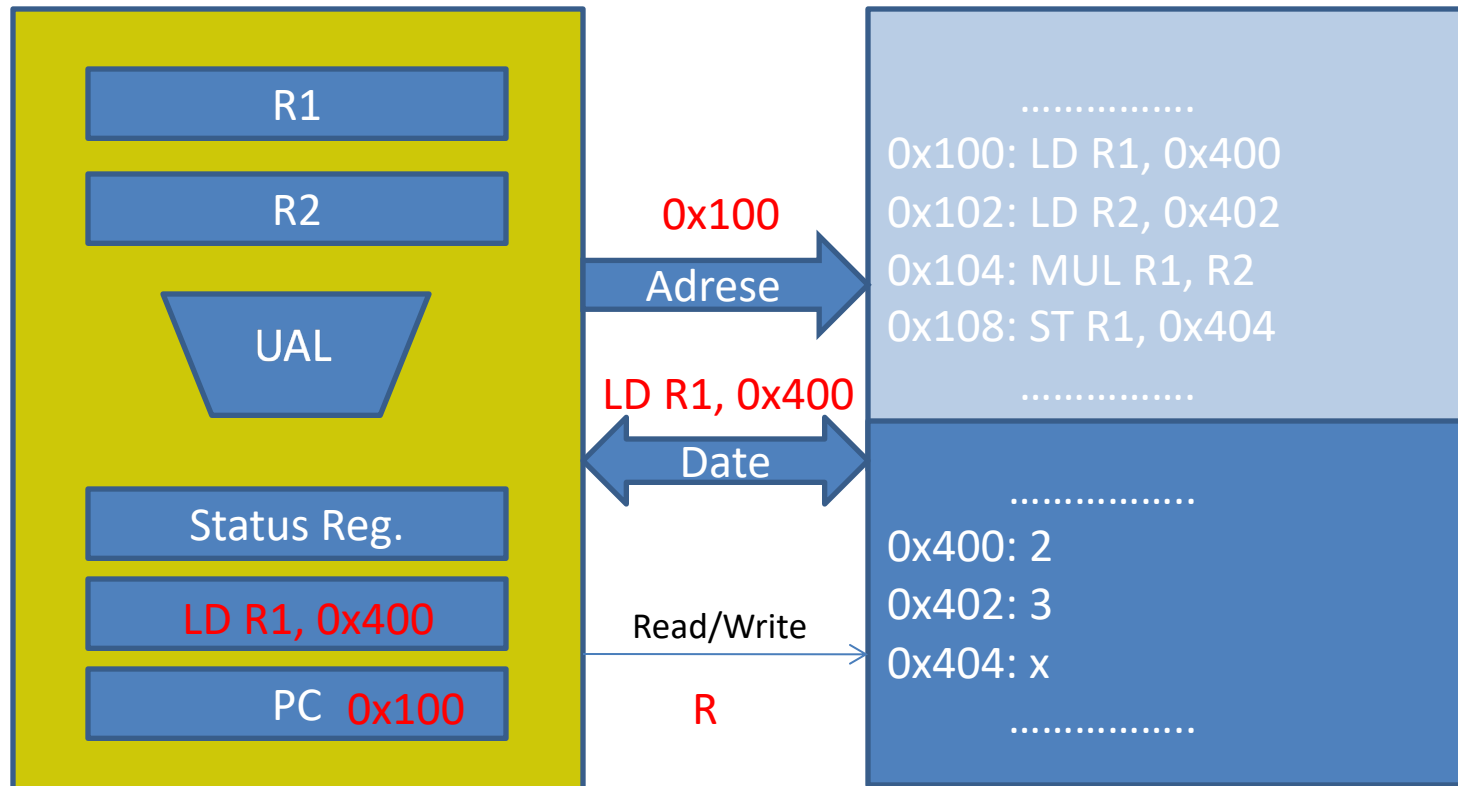 R1
R2
UAL
Status Reg.
LD R1, 0x400
PC 0x100
0x100
Adrese
LD R1, 0x400
Date
Read/Write
R
…………….
0x100: LD R1, 0x400
0x102: LD R2, 0x402
0x104: MUL R1, R2
0x108: ST R1, 0x404
…………….
……………..
0x400: 2
0x402: 3
0x404: x
……………..